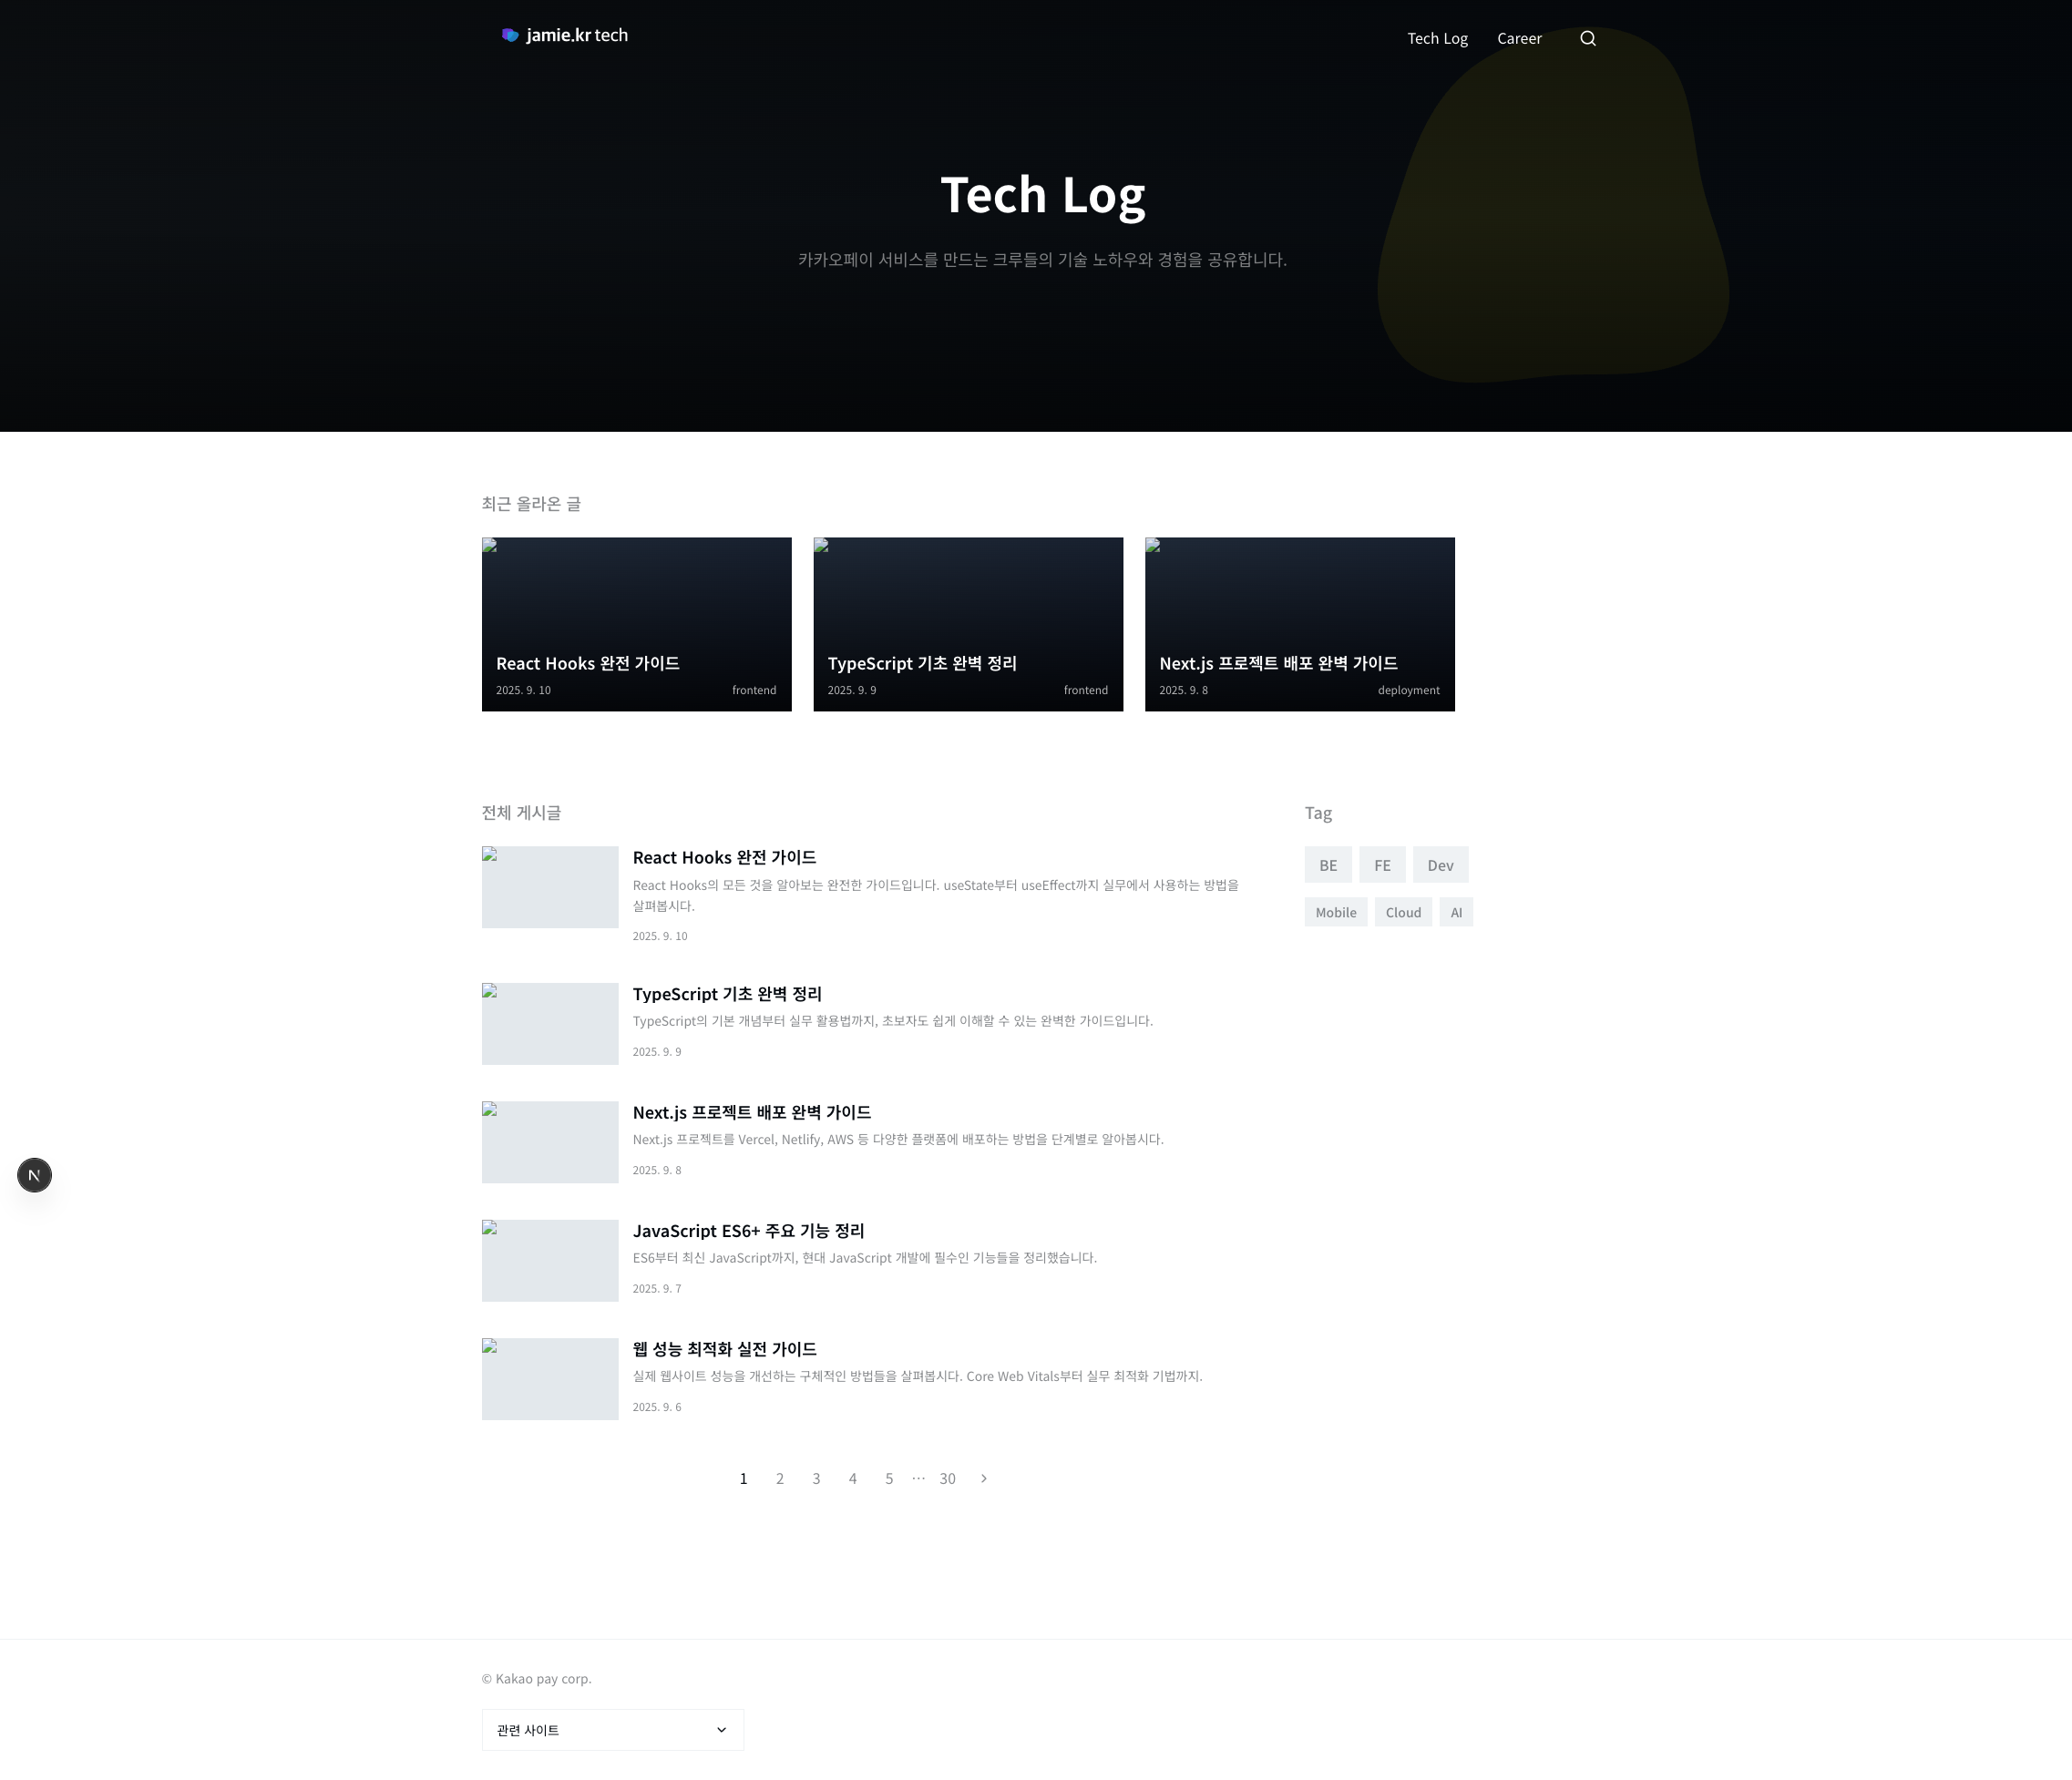 jamie.kr tech
Tech Log
Career
Tech Log
카카오페이 서비스를 만드는 크루들의 기술 노하우와 경험을 공유합니다.
최근 올라온 글
React Hooks 완전 가이드
2025. 9. 10
frontend
TypeScript 기초 완벽 정리
2025. 9. 9
frontend
Next.js 프로젝트 배포 완벽 가이드
2025. 9. 8
deployment
전체 게시글
React Hooks 완전 가이드
React Hooks의 모든 것을 알아보는 완전한 가이드입니다. useState부터 useEffect까지 실무에서 사용하는 방법을
살펴봅시다.
2025. 9. 10
TypeScript 기초 완벽 정리
TypeScript의 기본 개념부터 실무 활용법까지, 초보자도 쉽게 이해할 수 있는 완벽한 가이드입니다.
2025. 9. 9
Next.js 프로젝트 배포 완벽 가이드
Next.js 프로젝트를 Vercel, Netlify, AWS 등 다양한 플랫폼에 배포하는 방법을 단계별로 알아봅시다.
2025. 9. 8
JavaScript ES6+ 주요 기능 정리
ES6부터 최신 JavaScript까지, 현대 JavaScript 개발에 필수인 기능들을 정리했습니다.
2025. 9. 7
웹 성능 최적화 실전 가이드
실제 웹사이트 성능을 개선하는 구체적인 방법들을 살펴봅시다. Core Web Vitals부터 실무 최적화 기법까지.
2025. 9. 6
1 2 3 4 5 ··· 30
Tag
BE FE Dev
Mobile Cloud AI
N
© Kakao pay corp.
관련 사이트